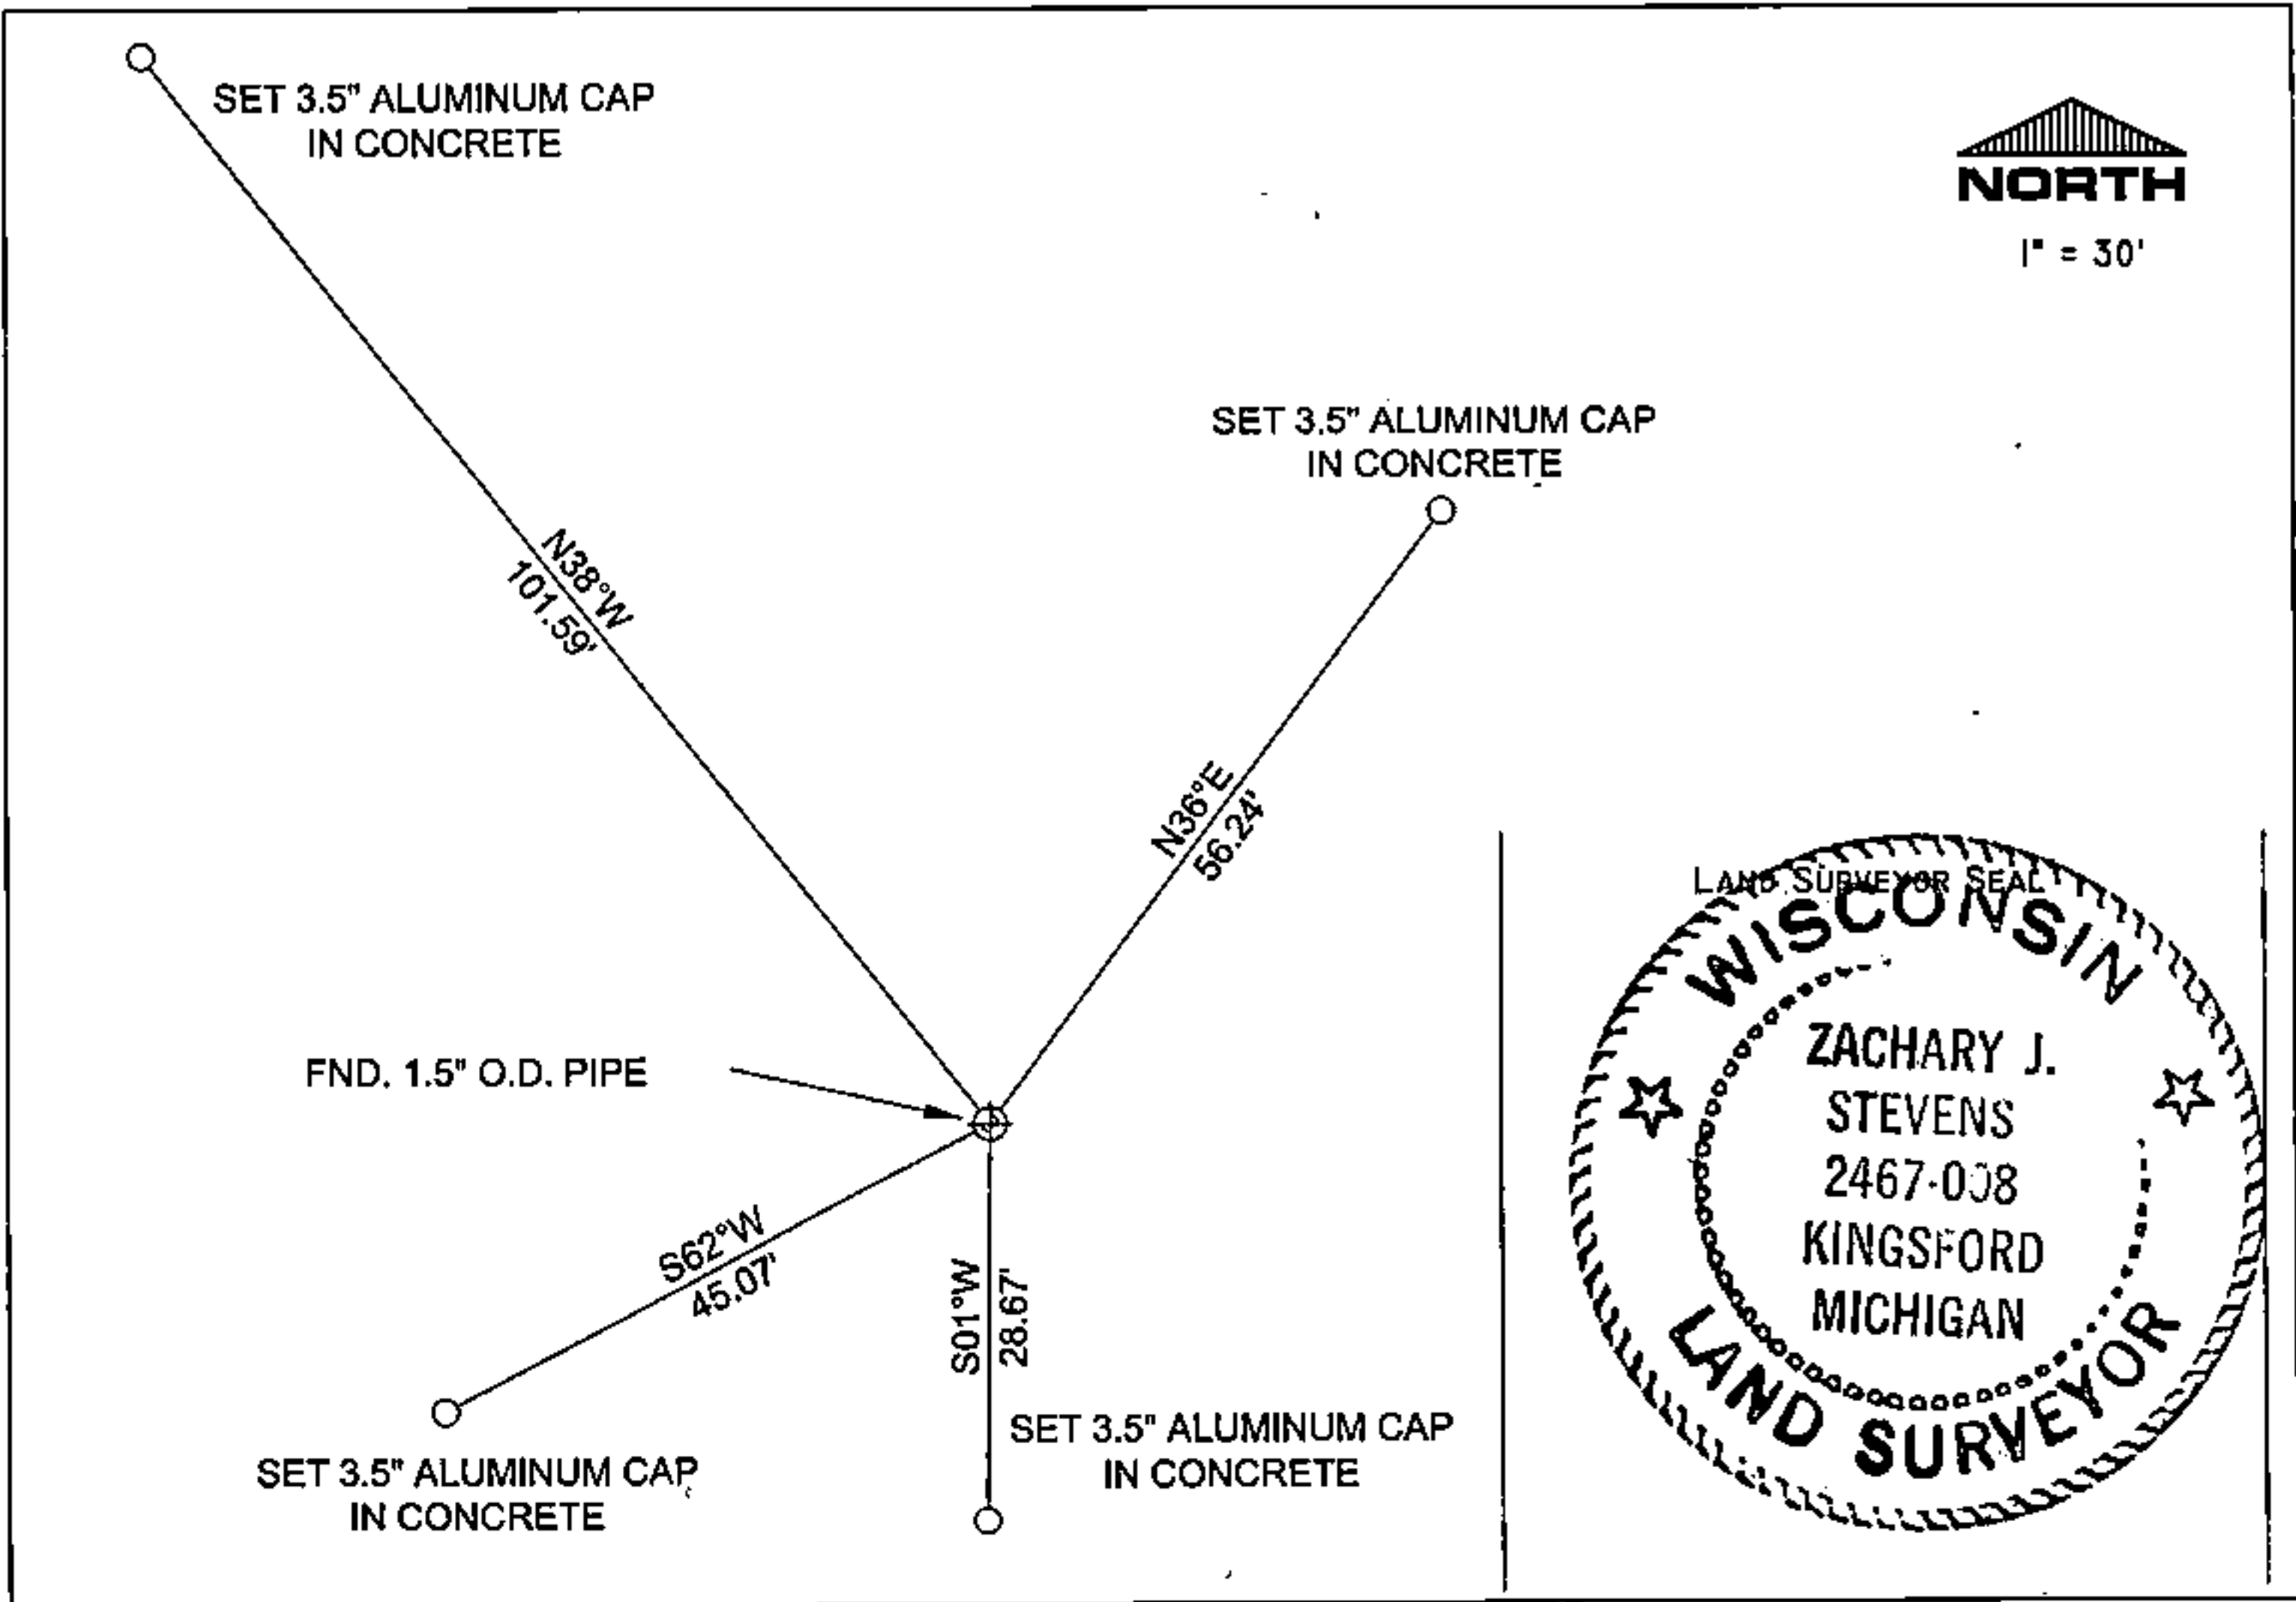 SET 3.5" ALUMINUM CAP
IN CONCRETE
NORTH
1" = 30'
SET 3.5" ALUMINUM CAP
IN CONCRETE
N38°W
101.59'
N36°E
56.24'
FND. 1.5" O.D. PIPE
S62°W
45.07'
S01°W
28.67'
SET 3.5" ALUMINUM CAP
IN CONCRETE
SET 3.5" ALUMINUM CAP
IN CONCRETE
LAND SURVEYOR SEAL
WISCONSIN
ZACHARY J.
STEVENS
2467-008
KINGSFORD
MICHIGAN
LAND SURVEYOR